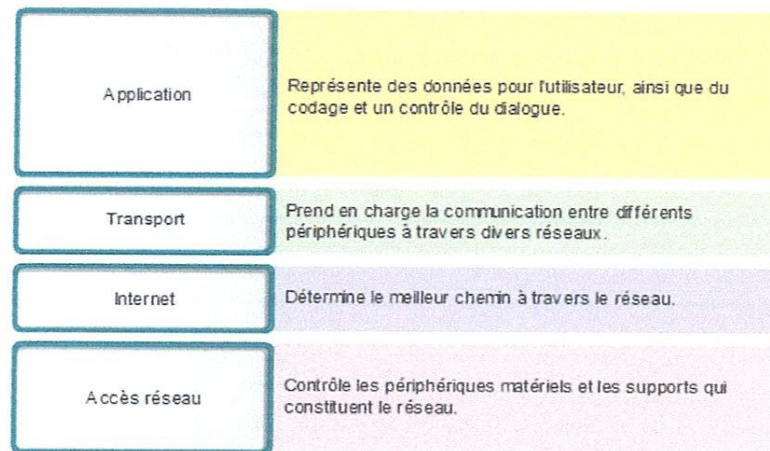 Application
Représente des données pour l'utilisateur, ainsi que du
codage et un contrôle du dialogue.
Transport
Prend en charge la communication entre différents
périphériques à travers divers réseaux.
Internet
Détermine le meilleur chemin à travers le réseau.
Accès réseau
Contrôle les périphériques matériels et les supports qui
constituent le réseau.